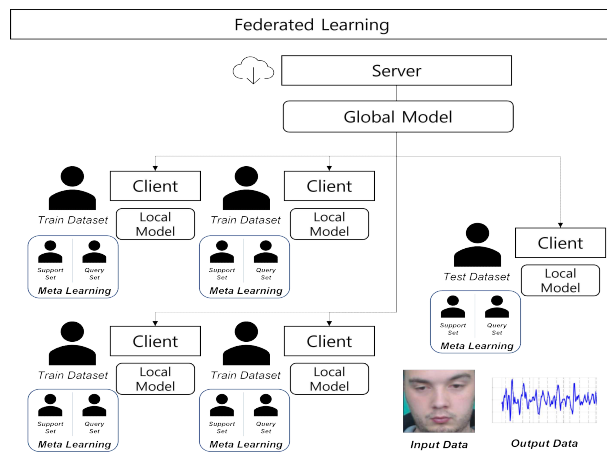 Federated Learning
Server
Global Model
Client
Train Dataset
Local
Model
Support
Set
Query
Set
Meta Learning
Client
Train Dataset
Local
Model
Support
Set
Query
Set
Meta Learning
Client
Test Dataset
Local
Model
Support
Set
Query
Set
Meta Learning
Client
Train Dataset
Local
Model
Support
Set
Query
Set
Meta Learning
Client
Train Dataset
Local
Model
Support
Set
Query
Set
Meta Learning
Input Data
Output Data